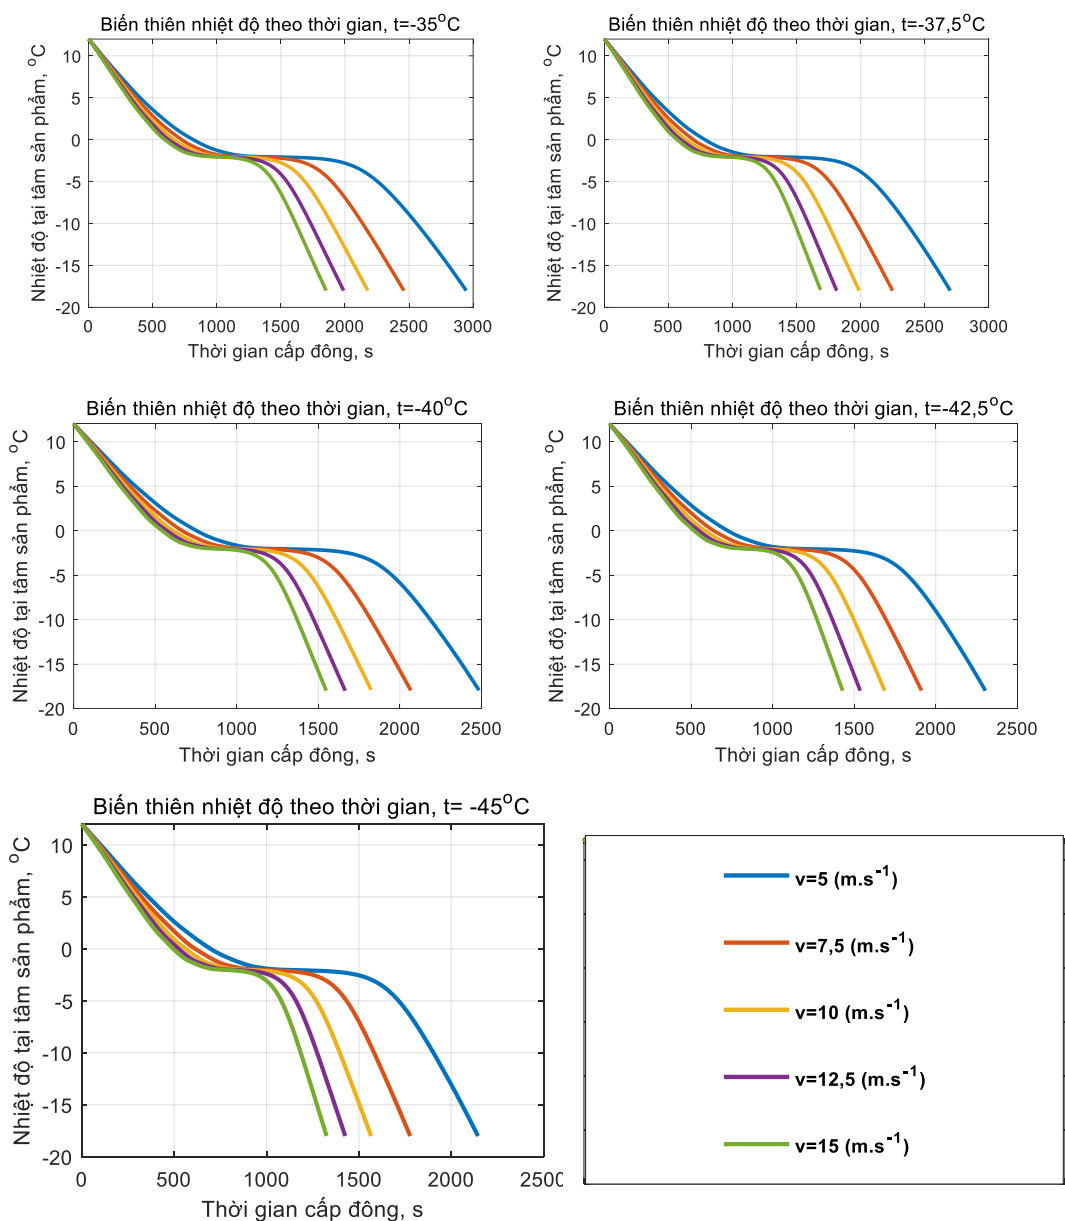 Biến thiên nhiệt độ theo thời gian, t=-35°C
Nhiệt độ tại tâm sản phẩm, °C
10
5
0
-5
-10
-15
-20
0 500 1000 1500 2000 2500 3000
Thời gian cấp đông, s
Biến thiên nhiệt độ theo thời gian, t=-37,5°C
Nhiệt độ tại tâm sản phẩm, °C
10
5
0
-5
-10
-15
-20
0 500 1000 1500 2000 2500 3000
Thời gian cấp đông, s
Biến thiên nhiệt độ theo thời gian, t=-40°C
Nhiệt độ tại tâm sản phẩm, °C
10
5
0
-5
-10
-15
-20
0 500 1000 1500 2000 2500
Thời gian cấp đông, s
Biến thiên nhiệt độ theo thời gian, t=-42,5°C
Nhiệt độ tại tâm sản phẩm, °C
10
5
0
-5
-10
-15
-20
0 500 1000 1500 2000 2500
Thời gian cấp đông, s
Biến thiên nhiệt độ theo thời gian, t= -45°C
Nhiệt độ tại tâm sản phẩm, °C
10
5
0
-5
-10
-15
-20
0 500 1000 1500 2000 2500
Thời gian cấp đông, s
v=5 (m.s⁻¹)
v=7,5 (m.s⁻¹)
v=10 (m.s⁻¹)
v=12,5 (m.s⁻¹)
v=15 (m.s⁻¹)